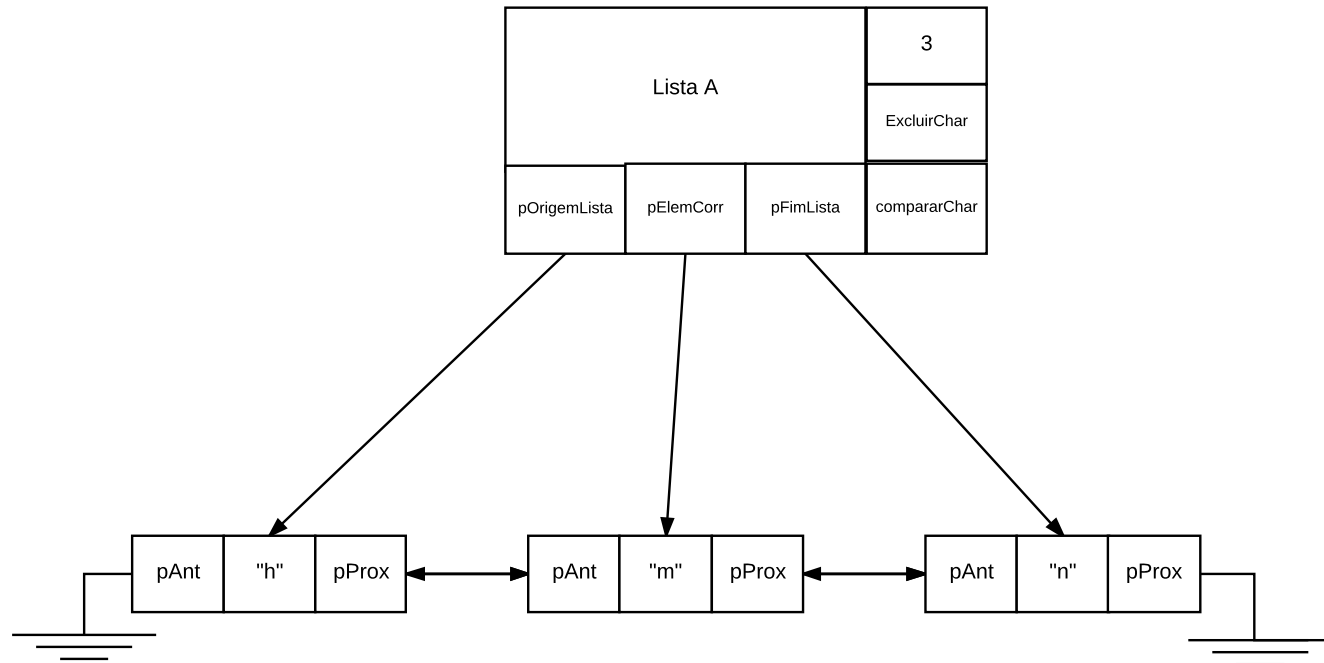 3
Lista A
ExcluirChar
pOrigemLista pElemCorr pFimLista compararChar
pAnt "h" pProx pAnt "m" pProx pAnt "n" pProx